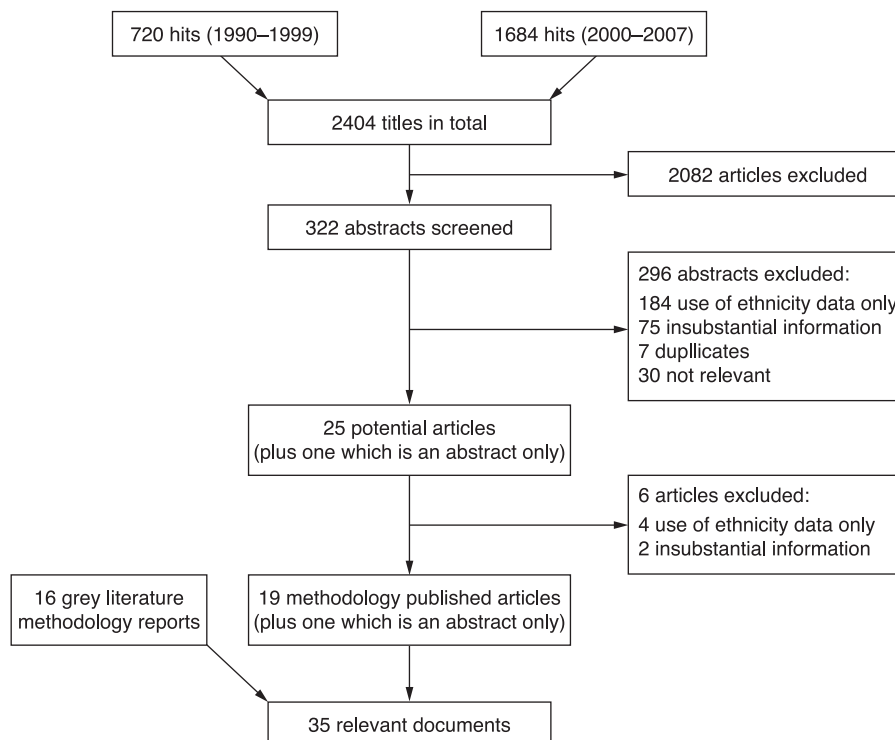 720 hits (1990–1999)
1684 hits (2000–2007)
2404 titles in total
2082 articles excluded
322 abstracts screened
296 abstracts excluded:
184 use of ethnicity data only
75 insubstantial information
7 dupllicates
30 not relevant
25 potential articles
(plus one which is an abstract only)
6 articles excluded:
4 use of ethnicity data only
2 insubstantial information
16 grey literature
methodology reports
19 methodology published articles
(plus one which is an abstract only)
35 relevant documents